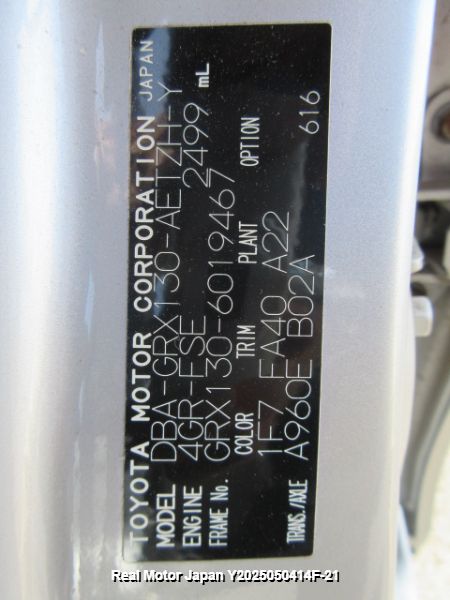 TOYOTA MOTOR CORPORATION JAPAN
MODEL DBA-GRX130-AETZH-Y
ENGINE 4GR-FSE 2499 mL
FRAME No. GRX130-6019467
COLOR TRIM PLANT OPTION
1F7 FA40 A22
TRANS./AXLE A960E B02A 616
Real Motor Japan Y2025050414F-21